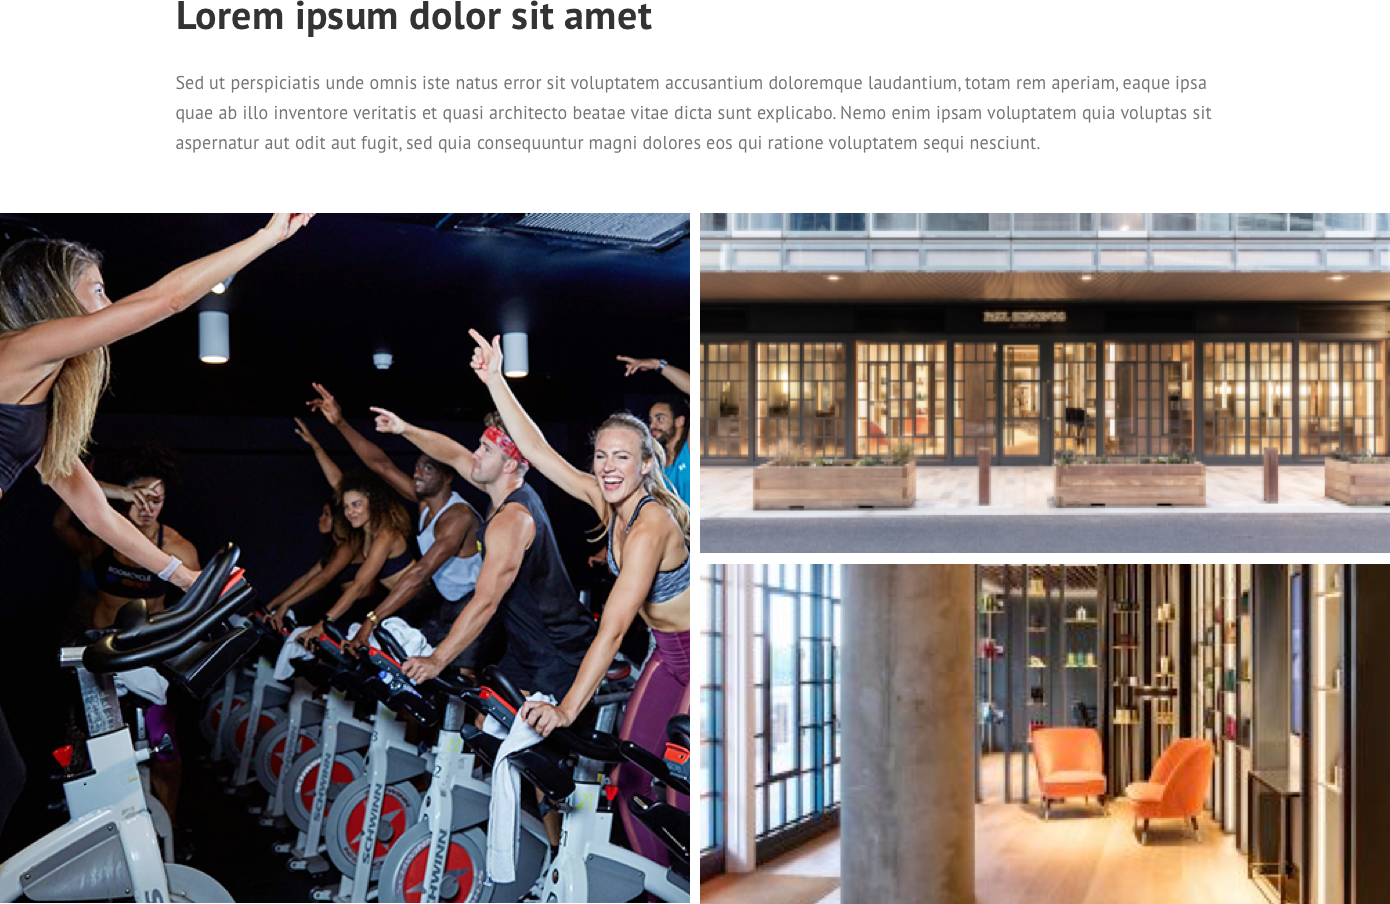 Lorem ipsum dolor sit amet
Sed ut perspiciatis unde omnis iste natus error sit voluptatem accusantium doloremque laudantium, totam rem aperiam, eaque ipsa
quae ab illo inventore veritatis et quasi architecto beatae vitae dicta sunt explicabo. Nemo enim ipsam voluptatem quia voluptas sit
aspernatur aut odit aut fugit, sed quia consequuntur magni dolores eos qui ratione voluptatem sequi nesciunt.
BOOMCYCLE
SCHWINN
SCHWINN
21